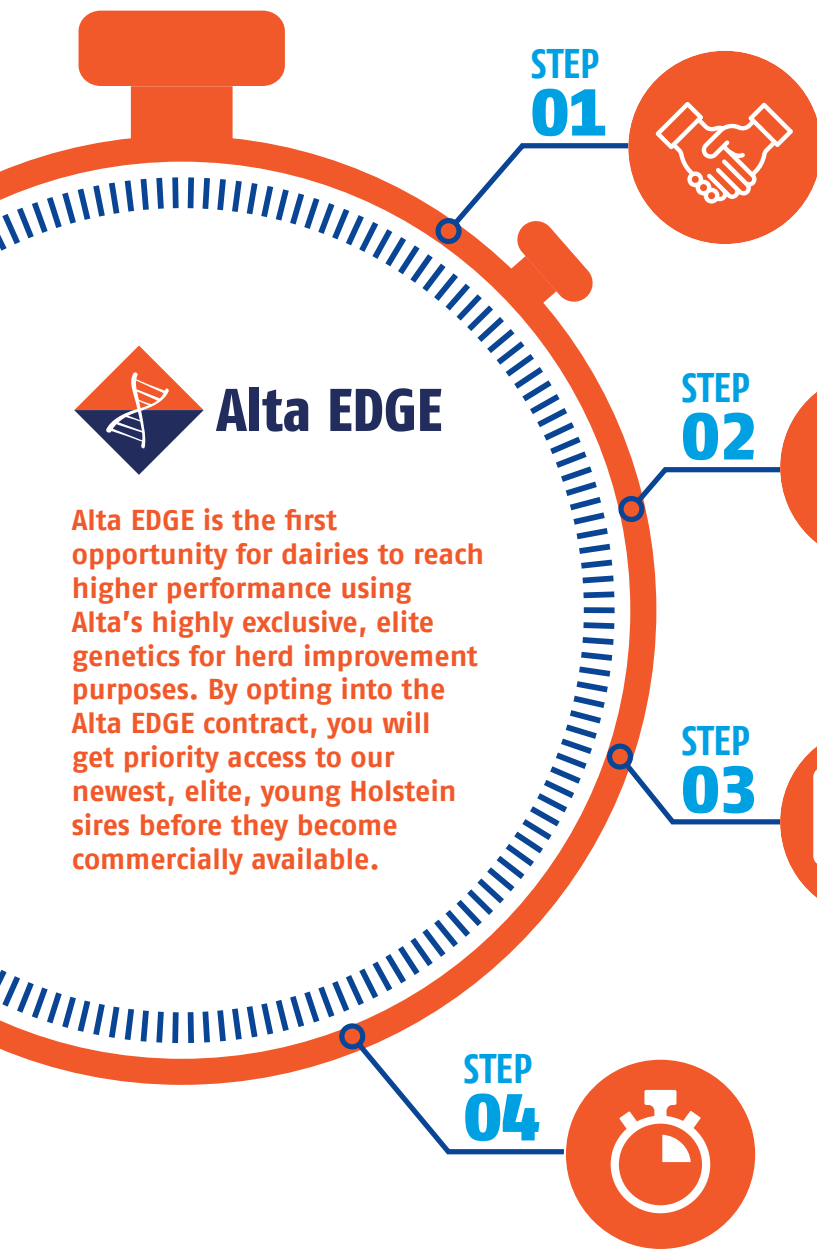 STEP
01
Alta EDGE
Alta EDGE is the first
opportunity for dairies to reach
higher performance using
Alta's highly exclusive, elite
genetics for herd improvement
purposes. By opting into the
Alta EDGE contract, you will
get priority access to our
newest, elite, young Holstein
sires before they become
commercially available.
STEP
02
STEP
03
STEP
04